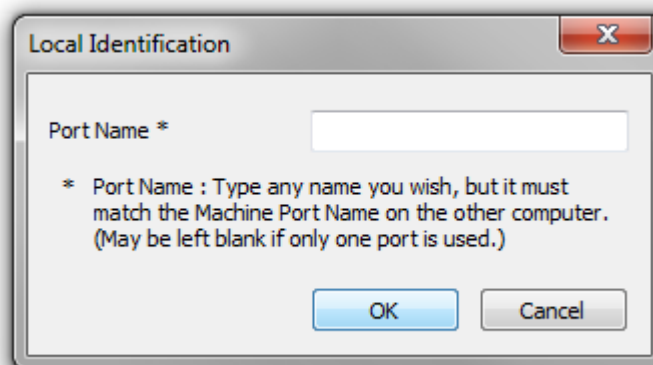 Local Identification
Port Name *
* Port Name : Type any name you wish, but it must
match the Machine Port Name on the other computer.
(May be left blank if only one port is used.)
OK Cancel